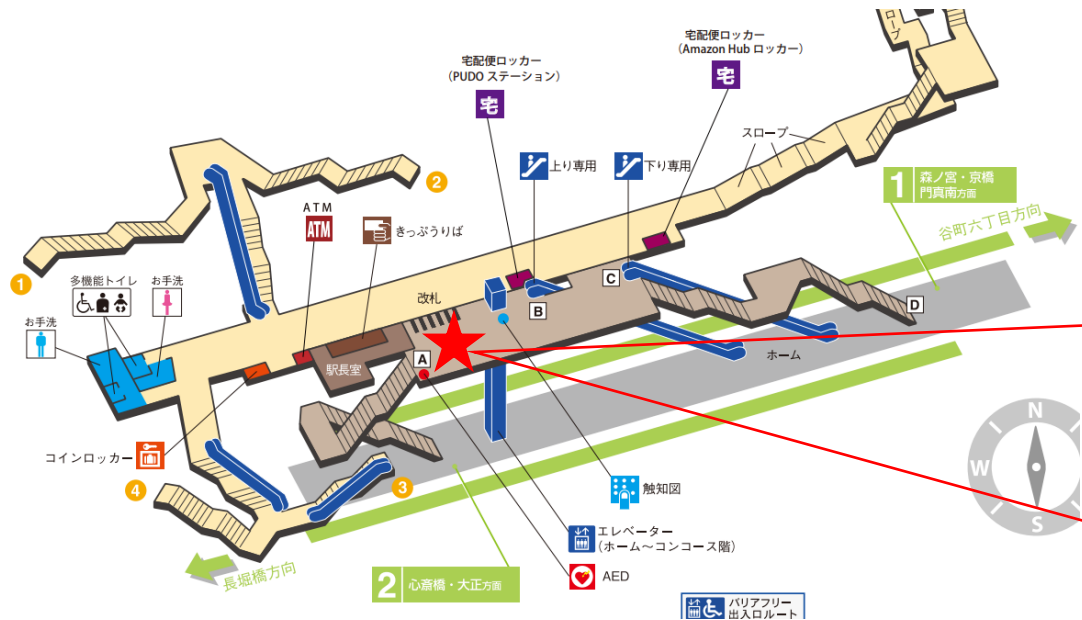 ロープ
宅配便ロッカー
(Amazon Hub ロッカー)
宅
宅配便ロッカー
(PUDO ステーション)
宅
スロープ
上り専用
下り専用
1 森ノ宮・京橋
門真南方面
谷町六丁目方向
2
ATM
ATM
きっぷうりば
1
多機能トイレ
お手洗
お手洗
改札
C
B
D
ホーム
駅長室
A
コインロッカー
4
3
触知図
エレベーター
(ホーム〜コンコース階)
AED
長堀橋方向
2 心斎橋・大正方面
バリアフリー
出入口ルート
N
W
S